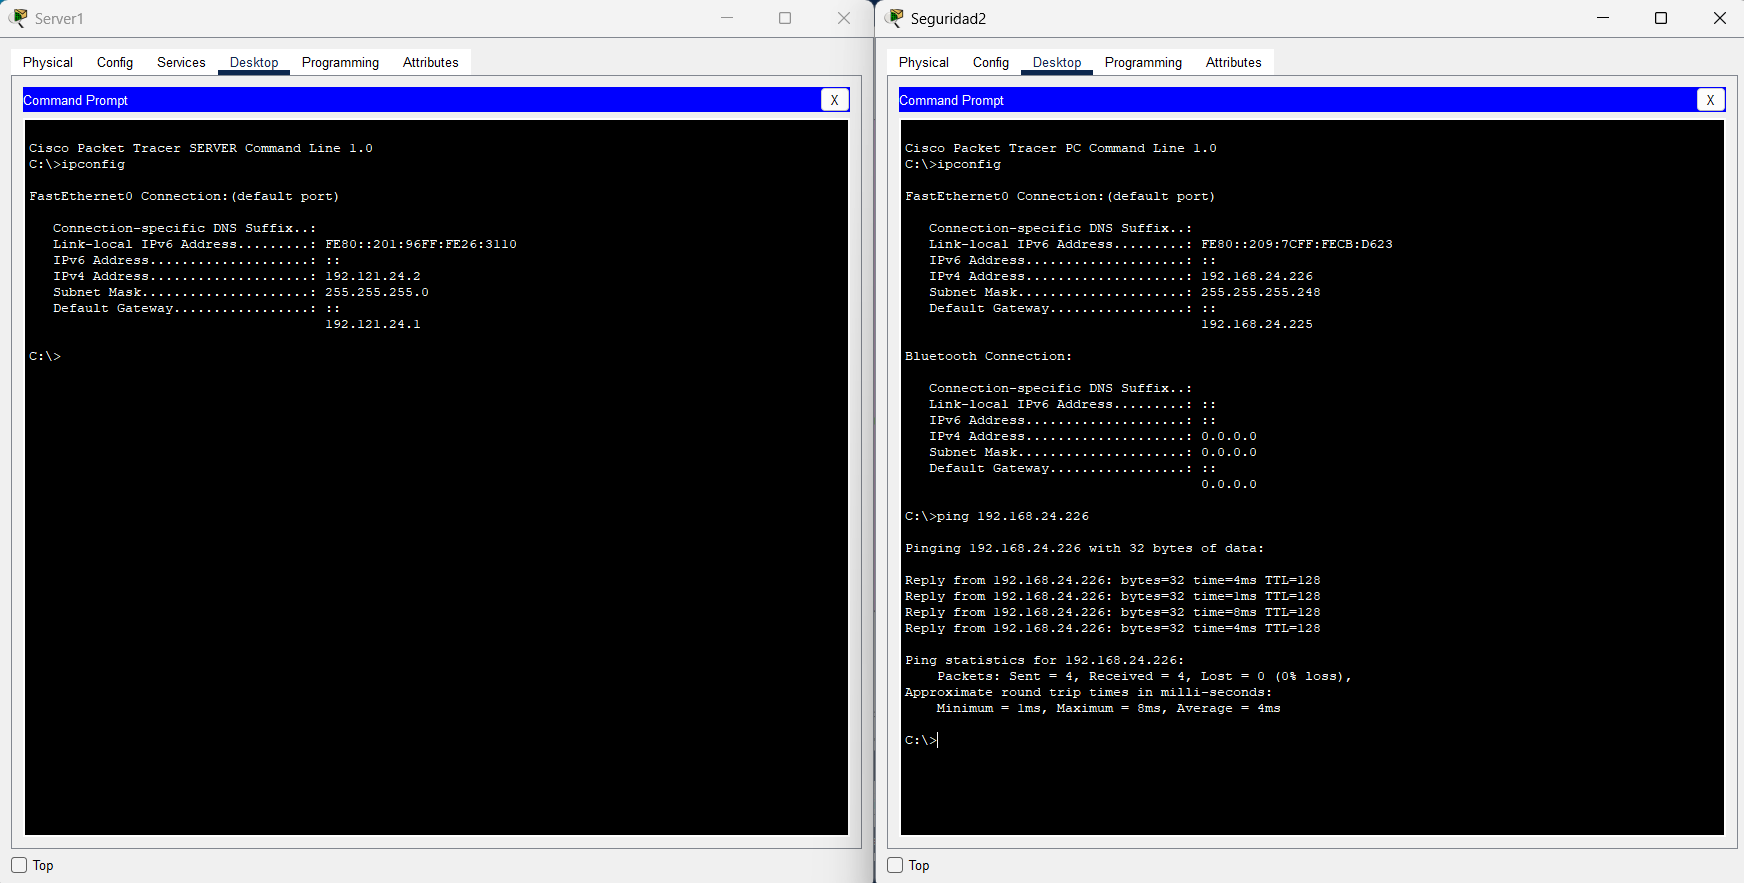 Server1
Physical Config Services Desktop Programming Attributes
Command Prompt X
Cisco Packet Tracer SERVER Command Line 1.0
C:\>ipconfig
FastEthernet0 Connection:(default port)
Connection-specific DNS Suffix..:
Link-local IPv6 Address.........: FE80::201:96FF:FE26:3110
IPv6 Address....................: ::
IPv4 Address....................: 192.121.24.2
Subnet Mask.....................: 255.255.255.0
Default Gateway.................: ::
192.121.24.1
C:\>
Top
Seguridad2
Physical Config Desktop Programming Attributes
Command Prompt X
Cisco Packet Tracer PC Command Line 1.0
C:\>ipconfig
FastEthernet0 Connection:(default port)
Connection-specific DNS Suffix..:
Link-local IPv6 Address.........: FE80::209:7CFF:FECB:D623
IPv6 Address....................: ::
IPv4 Address....................: 192.168.24.226
Subnet Mask.....................: 255.255.255.248
Default Gateway.................: ::
192.168.24.225
Bluetooth Connection:
Connection-specific DNS Suffix..:
Link-local IPv6 Address.........: ::
IPv6 Address....................: ::
IPv4 Address....................: 0.0.0.0
Subnet Mask.....................: 0.0.0.0
Default Gateway.................: ::
0.0.0.0
C:\>ping 192.168.24.226
Pinging 192.168.24.226 with 32 bytes of data:
Reply from 192.168.24.226: bytes=32 time=4ms TTL=128
Reply from 192.168.24.226: bytes=32 time=1ms TTL=128
Reply from 192.168.24.226: bytes=32 time=8ms TTL=128
Reply from 192.168.24.226: bytes=32 time=4ms TTL=128
Ping statistics for 192.168.24.226:
Packets: Sent = 4, Received = 4, Lost = 0 (0% loss),
Approximate round trip times in milli-seconds:
Minimum = 1ms, Maximum = 8ms, Average = 4ms
C:\>
Top